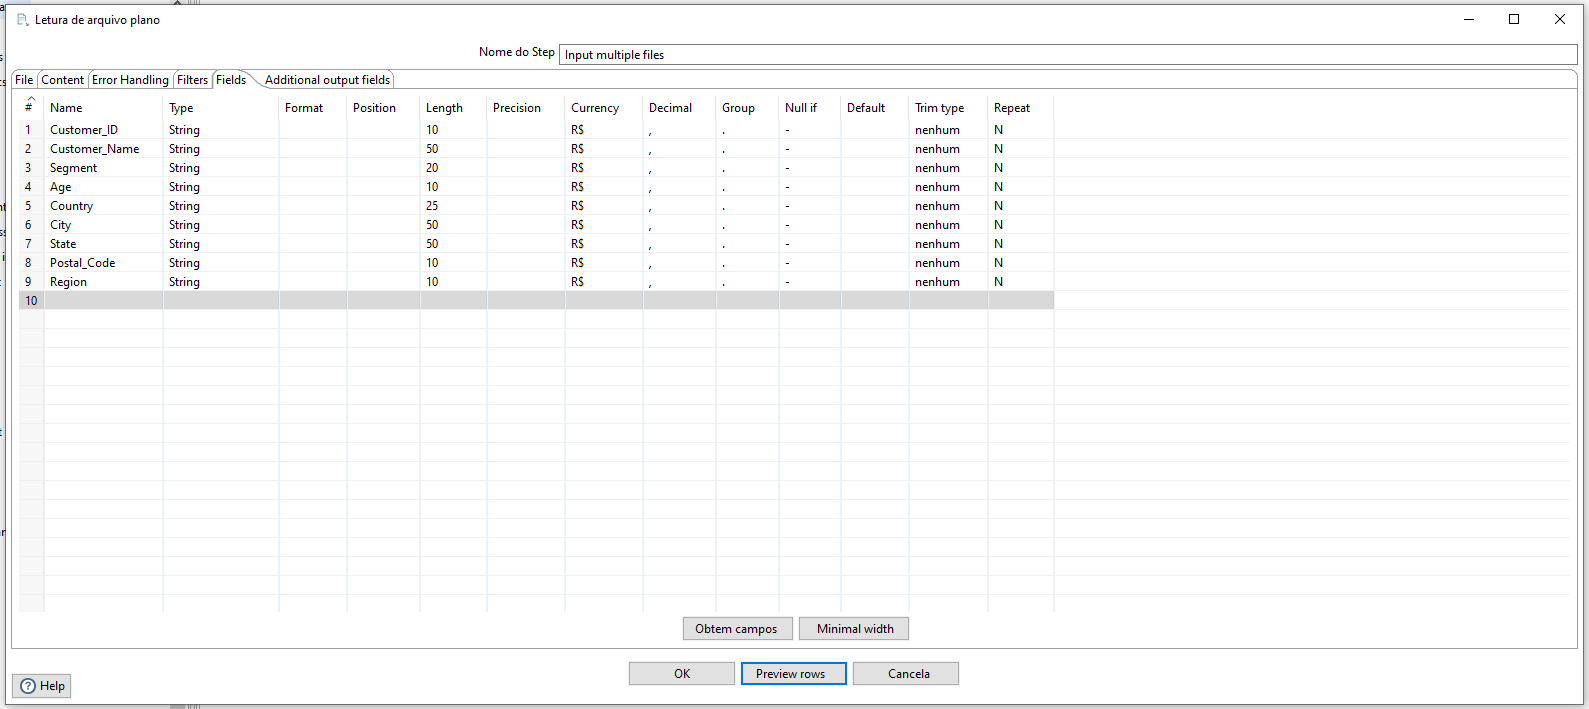 Letura de arquivo plano
Nome do Step Input multiple files
File Content Error Handling Filters Fields Additional output fields
# Name Type Format Position Length Precision Currency Decimal Group Null if Default Trim type Repeat
1 Customer_ID String 10 R$ , . - nenhum N
2 Customer_Name String 50 R$ , . - nenhum N
3 Segment String 20 R$ , . - nenhum N
4 Age String 10 R$ , . - nenhum N
5 Country String 25 R$ , . - nenhum N
6 City String 50 R$ , . - nenhum N
7 State String 50 R$ , . - nenhum N
8 Postal_Code String 10 R$ , . - nenhum N
9 Region String 10 R$ , . - nenhum N
10
Obtem campos Minimal width
OK Preview rows Cancela
Help